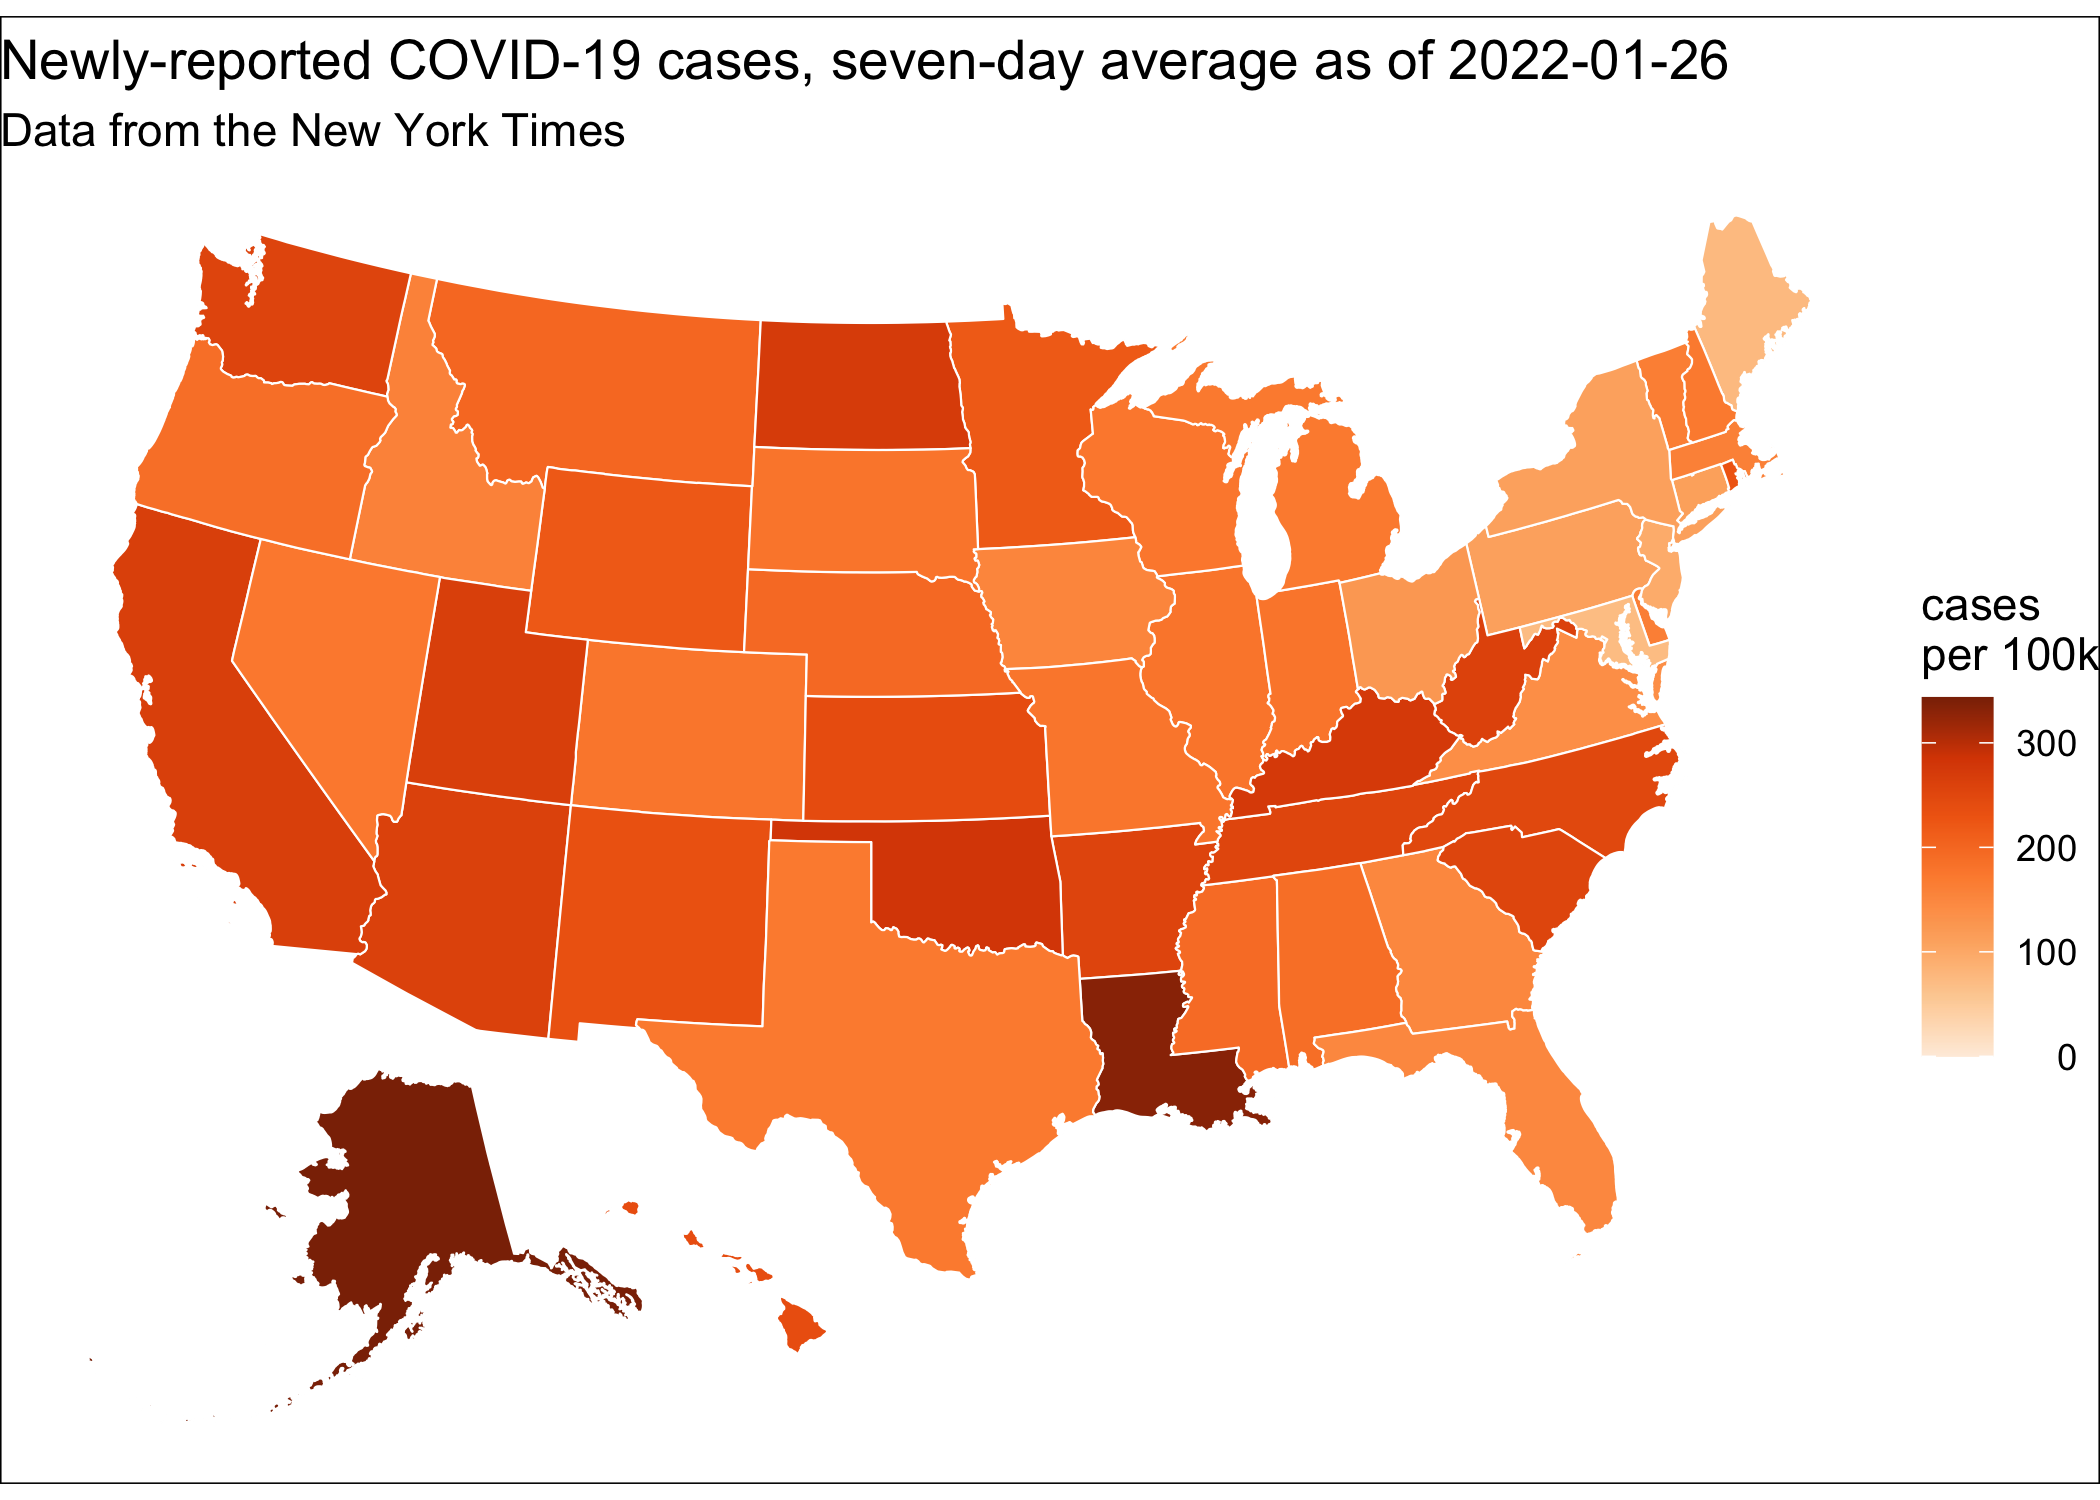 Newly-reported COVID-19 cases, seven-day average as of 2022-01-26
Data from the New York Times
cases
per 100k
300
200
100
0